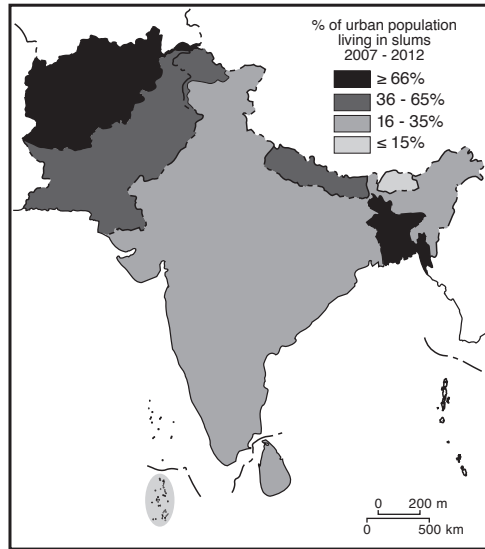 % of urban population
living in slums
2007 - 2012
≥ 66%
36 - 65%
16 - 35%
≤ 15%
0 200 m
0 500 km